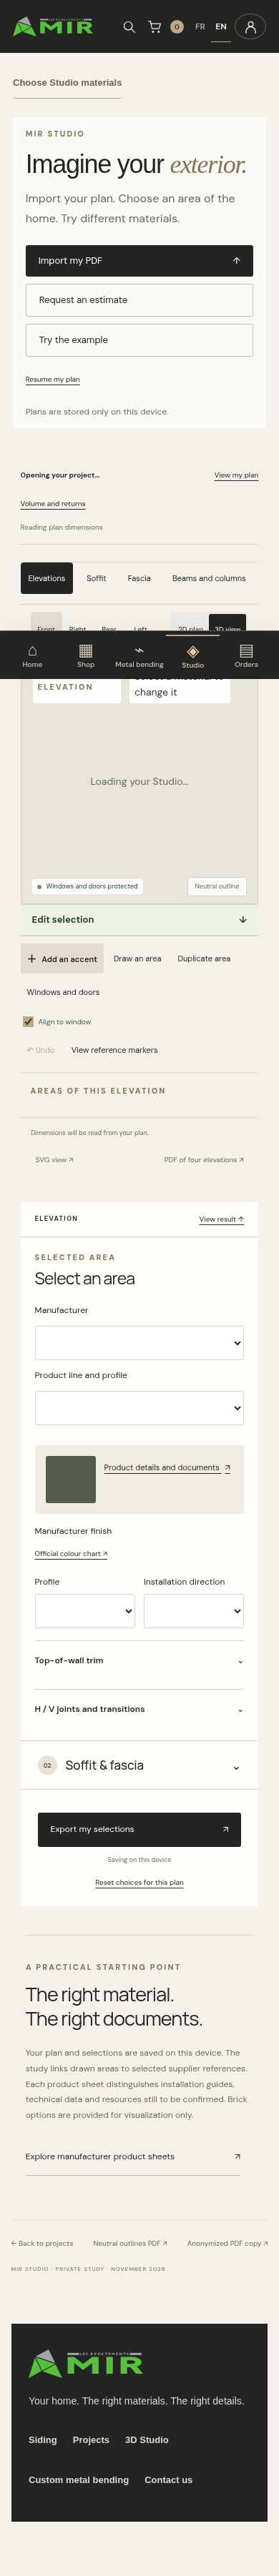 AMIR
0
FR
EN
Choose Studio materials
MIR STUDIO
Imagine your exterior.
Import your plan. Choose an area of the
home. Try different materials.
Import my PDF ↑
Request an estimate
Try the example
Resume my plan
Plans are stored only on this device.
Opening your project... View my plan
Volume and returns
Reading plan dimensions
Elevations Soffit Fascia Beams and columns
Home Shop Metal bending Studio Orders
ELEVATION
change it
Loading your Studio...
Windows and doors protected Neutral outline
Edit selection ↓
+ Add an accent Draw an area Duplicate area
Windows and doors
Align to window
↶ Undo View reference markers
AREAS OF THIS ELEVATION
Dimensions will be read from your plan.
SVG view ↗ PDF of four elevations ↗
ELEVATION View result ↑
SELECTED AREA
Select an area
Manufacturer
Product line and profile
Product details and documents ↗
Manufacturer finish
Official colour chart ↗
Profile Installation direction
Top-of-wall trim
H / V joints and transitions
02 Soffit & fascia
Export my selections ↗
Saving on this device
Reset choices for this plan
A PRACTICAL STARTING POINT
The right material.
The right documents.
Your plan and selections are saved on this device. The
study links drawn areas to selected supplier references.
Each product sheet distinguishes installation guides,
technical data and resources still to be confirmed. Brick
options are provided for visualization only.
Explore manufacturer product sheets ↗
← Back to projects Neutral outlines PDF ↗ Anonymized PDF copy ↗
MIR STUDIO · PRIVATE STUDY · NOVEMBER 2026
LES REVÊTEMENTS
AMIR
Your home. The right materials. The right details.
Siding Projects 3D Studio
Custom metal bending Contact us